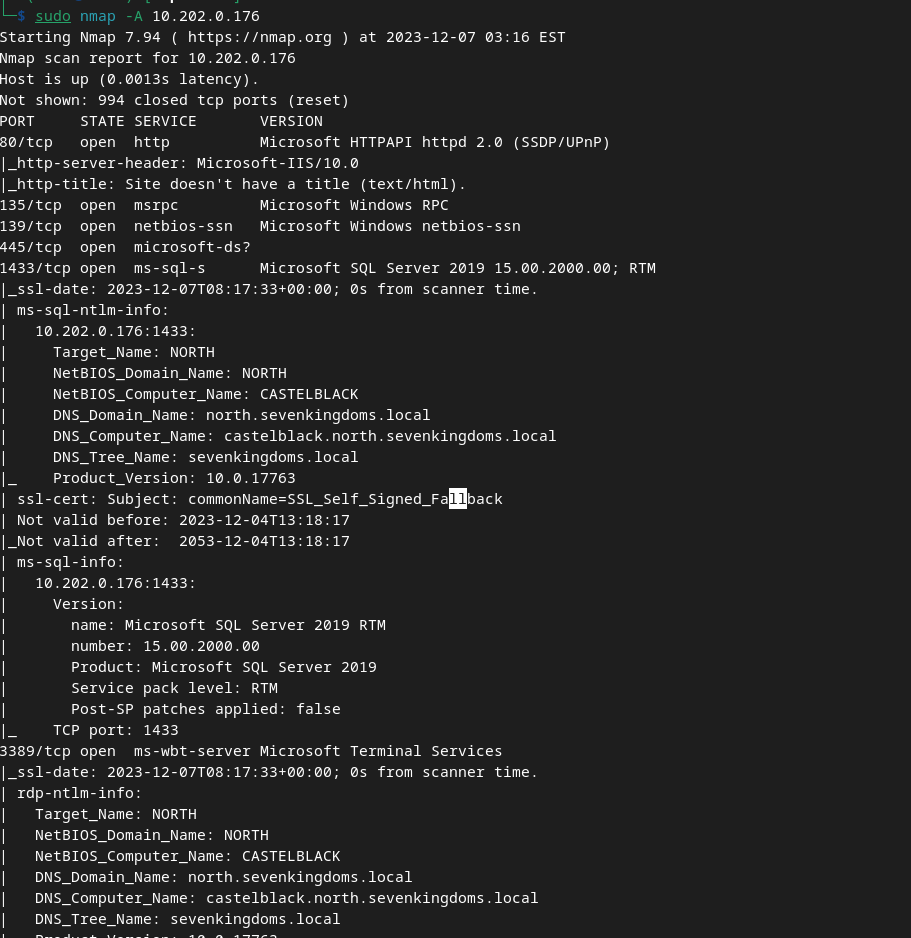 └─$ sudo nmap -A 10.202.0.176
Starting Nmap 7.94 ( https://nmap.org ) at 2023-12-07 03:16 EST
Nmap scan report for 10.202.0.176
Host is up (0.0013s latency).
Not shown: 994 closed tcp ports (reset)
PORT     STATE SERVICE       VERSION
80/tcp   open  http          Microsoft HTTPAPI httpd 2.0 (SSDP/UPnP)
|_http-server-header: Microsoft-IIS/10.0
|_http-title: Site doesn't have a title (text/html).
135/tcp  open  msrpc         Microsoft Windows RPC
139/tcp  open  netbios-ssn   Microsoft Windows netbios-ssn
445/tcp  open  microsoft-ds?
1433/tcp open  ms-sql-s      Microsoft SQL Server 2019 15.00.2000.00; RTM
|_ssl-date: 2023-12-07T08:17:33+00:00; 0s from scanner time.
| ms-sql-ntlm-info:
|   10.202.0.176:1433:
|     Target_Name: NORTH
|     NetBIOS_Domain_Name: NORTH
|     NetBIOS_Computer_Name: CASTELBLACK
|     DNS_Domain_Name: north.sevenkingdoms.local
|     DNS_Computer_Name: castelblack.north.sevenkingdoms.local
|     DNS_Tree_Name: sevenkingdoms.local
|_    Product_Version: 10.0.17763
| ssl-cert: Subject: commonName=SSL_Self_Signed_Fallback
| Not valid before: 2023-12-04T13:18:17
|_Not valid after:  2053-12-04T13:18:17
| ms-sql-info:
|   10.202.0.176:1433:
|     Version:
|       name: Microsoft SQL Server 2019 RTM
|       number: 15.00.2000.00
|       Product: Microsoft SQL Server 2019
|       Service pack level: RTM
|       Post-SP patches applied: false
|_    TCP port: 1433
3389/tcp open  ms-wbt-server Microsoft Terminal Services
|_ssl-date: 2023-12-07T08:17:33+00:00; 0s from scanner time.
| rdp-ntlm-info:
|   Target_Name: NORTH
|   NetBIOS_Domain_Name: NORTH
|   NetBIOS_Computer_Name: CASTELBLACK
|   DNS_Domain_Name: north.sevenkingdoms.local
|   DNS_Computer_Name: castelblack.north.sevenkingdoms.local
|   DNS_Tree_Name: sevenkingdoms.local
|   Product_Version: 10.0.17763